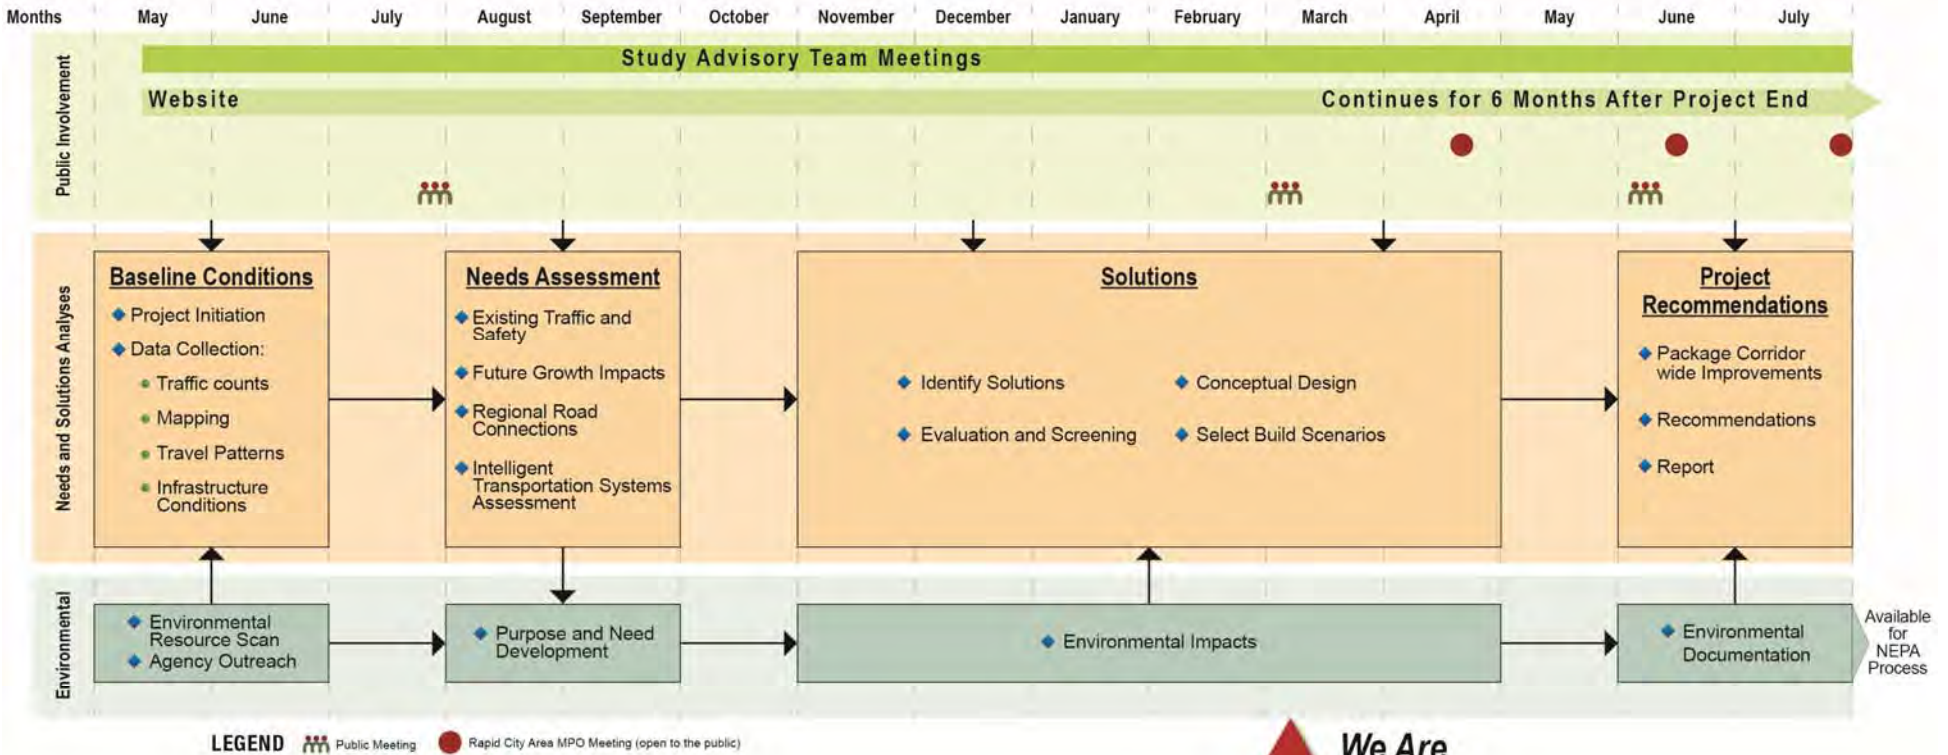 Months May June July August September October November December January February March April May June July
Public Involvement
Study Advisory Team Meetings
Website
Continues for 6 Months After Project End
Needs and Solutions Analyses
Baseline Conditions
Project Initiation
Data Collection:
Traffic counts
Mapping
Travel Patterns
Infrastructure
Conditions
Needs Assessment
Existing Traffic and
Safety
Future Growth Impacts
Regional Road
Connections
Intelligent
Transportation Systems
Assessment
Solutions
Identify Solutions
Evaluation and Screening
Conceptual Design
Select Build Scenarios
Project
Recommendations
Package Corridor
wide Improvements
Recommendations
Report
Environmental
Environmental
Resource Scan
Agency Outreach
Purpose and Need
Development
Environmental Impacts
Environmental
Documentation
Available
for
NEPA
Process
LEGEND Public Meeting Rapid City Area MPO Meeting (open to the public)
We Are